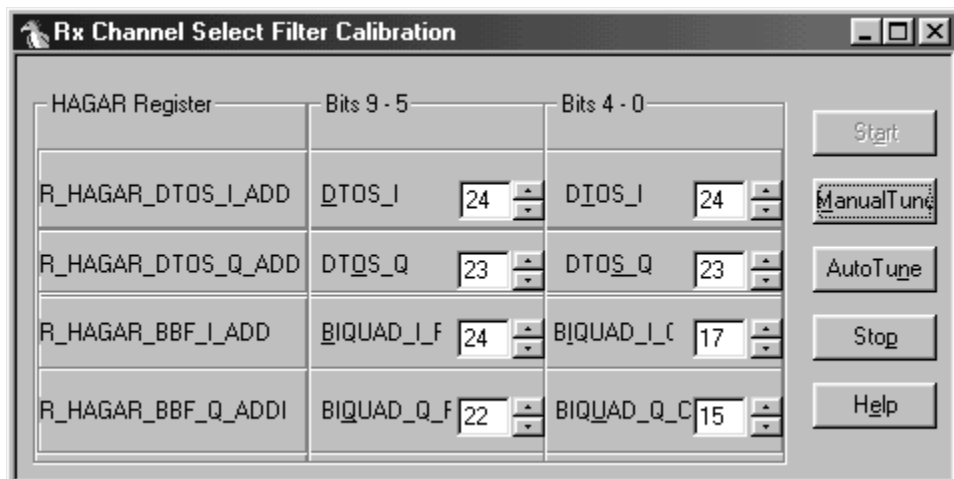 Rx Channel Select Filter Calibration
HAGAR Register Bits 9 - 5 Bits 4 - 0
Start
R_HAGAR_DTOS_I_ADD DTOS_I 24 DTOS_I 24
ManualTune
R_HAGAR_DTOS_Q_ADD DTOS_Q 23 DTOS_Q 23
AutoTune
R_HAGAR_BBF_I_ADD BIQUAD_I_F 24 BIQUAD_I_C 17
Stop
R_HAGAR_BBF_Q_ADDI BIQUAD_Q_F 22 BIQUAD_Q_C 15
Help